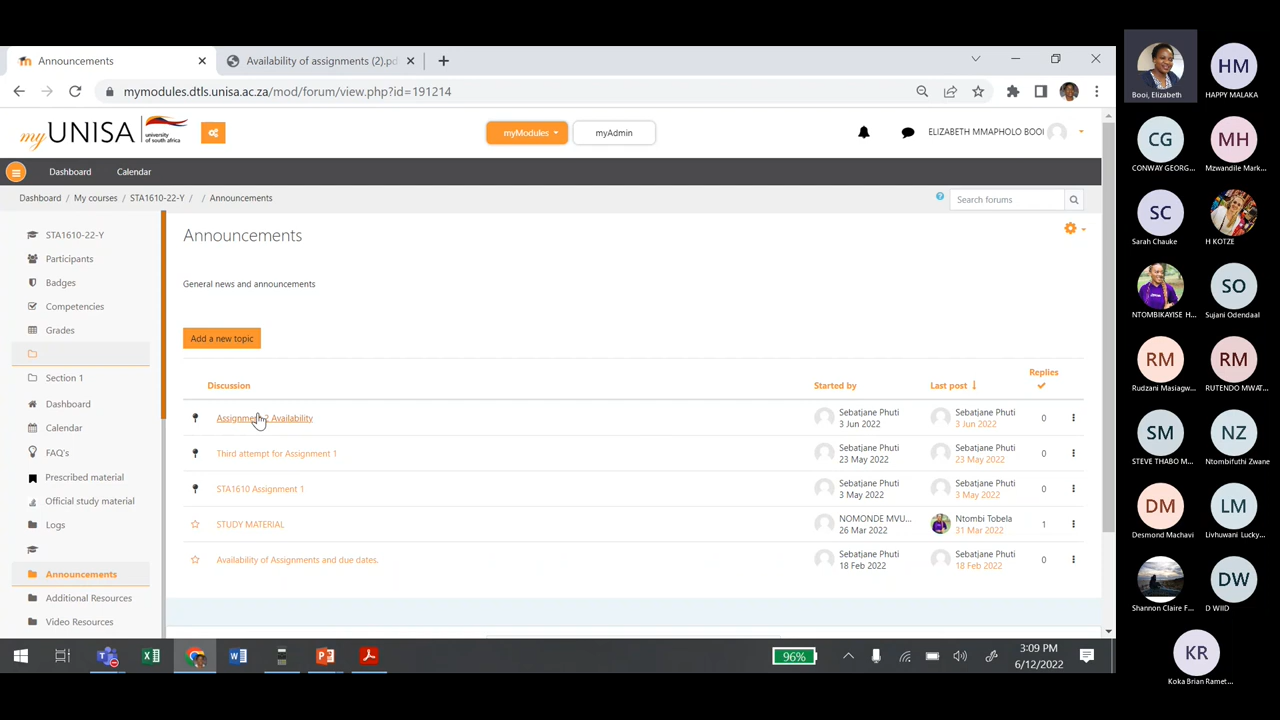 Announcements
Availability of assignments (2).pd
mymodules.dtls.unisa.ac.za/mod/forum/view.php?id=191214
myUNISA
university
of south africa
myModules
myAdmin
ELIZABETH MMAPHOLO BOOI
Dashboard
Calendar
Dashboard / My courses / STA1610-22-Y / / Announcements
Search forums
STA1610-22-Y
Participants
Badges
Competencies
Grades
Section 1
Dashboard
Calendar
FAQ's
Prescribed material
Official study material
Logs
Announcements
Additional Resources
Video Resources
Announcements
General news and announcements
Add a new topic
Discussion
Started by
Last post
Replies
Assignment 2 Availability
Sebatjane Phuti
3 Jun 2022
Sebatjane Phuti
3 Jun 2022
0
Third attempt for Assignment 1
Sebatjane Phuti
23 May 2022
Sebatjane Phuti
23 May 2022
0
STA1610 Assignment 1
Sebatjane Phuti
3 May 2022
Sebatjane Phuti
3 May 2022
0
STUDY MATERIAL
NOMONDE MVU...
26 Mar 2022
Ntombi Tobela
31 Mar 2022
1
Availability of Assignments and due dates.
Sebatjane Phuti
18 Feb 2022
Sebatjane Phuti
18 Feb 2022
0
96%
3:09 PM
6/12/2022
Booi, Elizabeth
HM
HAPPY MALAKA
CG
CONWAY GEORG...
MH
Mzwandile Mark...
SC
Sarah Chauke
H KOTZE
NTOMBIKAYISE H...
SO
Sujani Odendaal
RM
Rudzani Masiagw...
RM
RUTENDO MWAT...
SM
STEVE THABO M...
NZ
Ntombifuthi Zwane
DM
Desmond Machavi
LM
Livhuwani Lucky...
Shannon Claire F...
DW
D WIID
KR
Koka Brian Ramet...